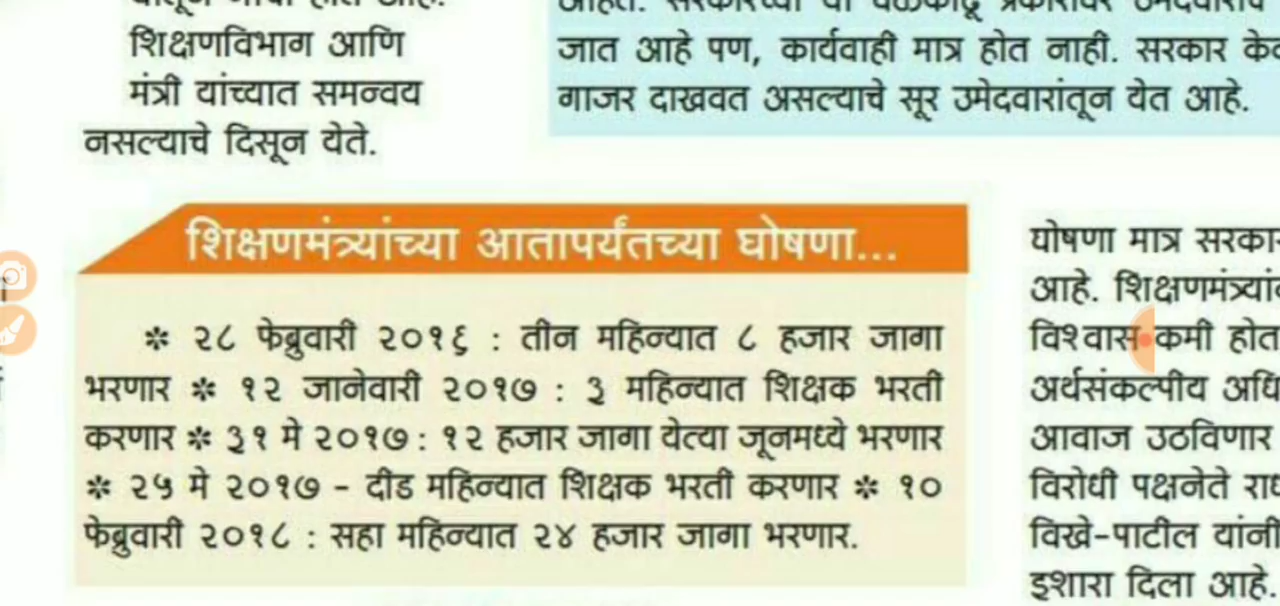 शिक्षणविभाग आणि
मंत्री यांच्यात समन्वय
नसल्याचे दिसून येते.
जात आहे पण, कार्यवाही मात्र होत नाही. सरकार
गाजर दाखवत असल्याचे सूर उमेदवारांतून येत आहे.
शिक्षणमंत्र्यांच्या आतापर्यंतच्या घोषणा...
* २८ फेब्रुवारी २०१६ : तीन महिन्यात ८ हजार जागा
भरणार * १२ जानेवारी २०१७ : ३ महिन्यात शिक्षक भरती
करणार * ३१ मे २०१७ : १२ हजार जागा येत्या जूनमध्ये भरणार
* २५ मे २०१७ - दीड महिन्यात शिक्षक भरती करणार * १०
फेब्रुवारी २०१८ : सहा महिन्यात २४ हजार जागा भरणार.
घोषणा मात्र
आहे.
विश्वास कमी
अर्थसंकल्पीय
आवाज उठविणार
विरोधी पक्षनेते
विखे-पाटील यांनी
इशारा दिला आहे.